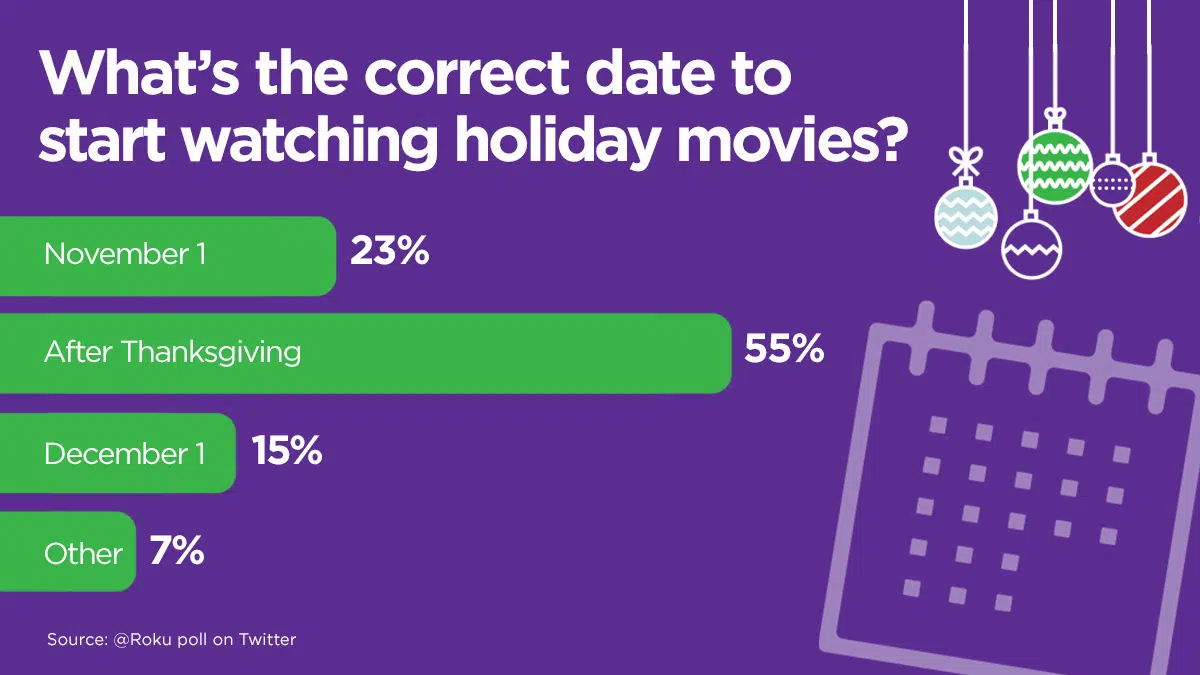 What's the correct date to
start watching holiday movies?
November 1 23%
After Thanksgiving 55%
December 1 15%
Other 7%
Source: @Roku poll on Twitter